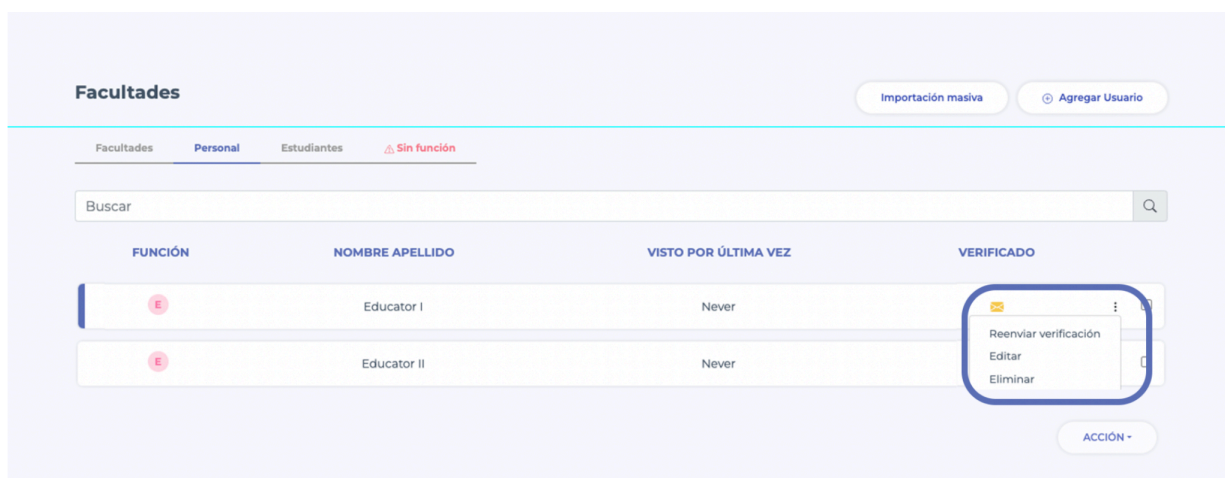 Facultades
Importación masiva
Agregar Usuario
Facultades Personal Estudiantes Sin función
Buscar
FUNCIÓN NOMBRE APELLIDO VISTO POR ÚLTIMA VEZ VERIFICADO
E Educator I Never
Reenviar verificación
Editar
Eliminar
E Educator II Never
ACCIÓN